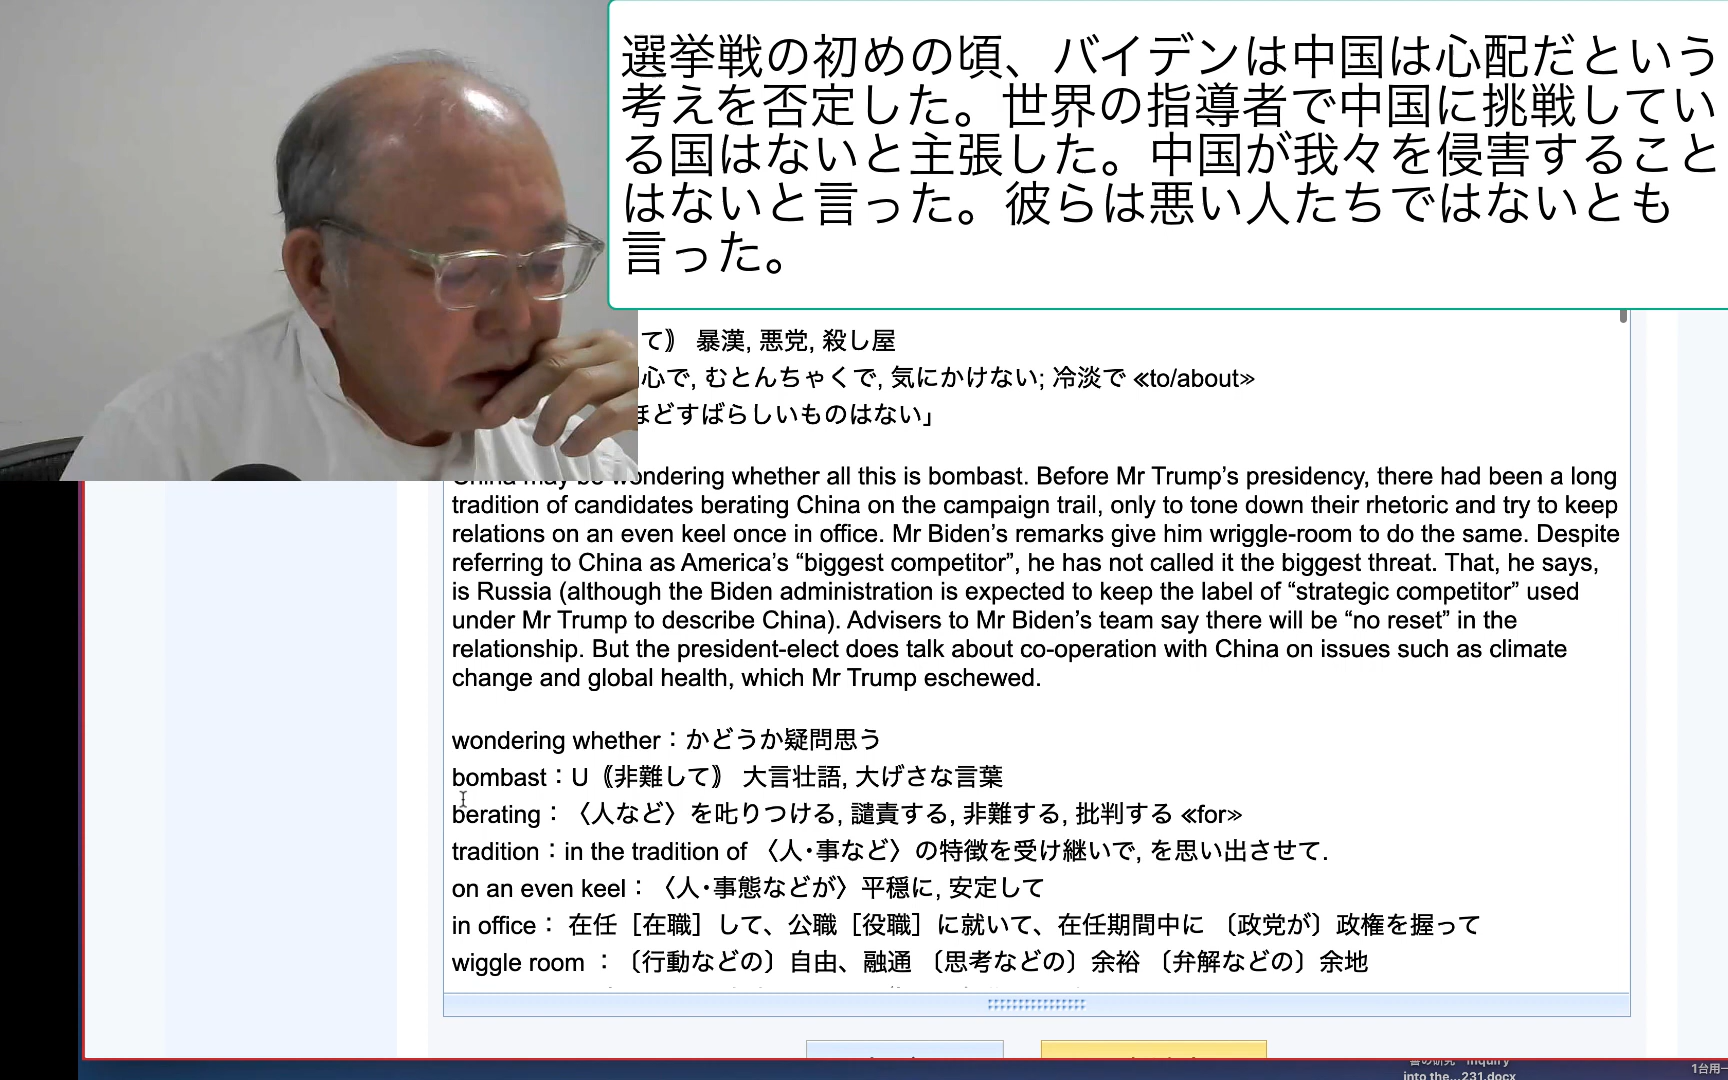 選挙戦の初めの頃、バイデンは中国は心配だという
考えを否定した。世界の指導者で中国に挑戦してい
る国はないと主張した。中国が我々を侵害すること
はないと言った。彼らは悪い人たちではないとも
言った。
て⟫ 暴漢, 悪党, 殺し屋
心で, むとんちゃくで, 気にかけない; 冷淡で ≪to/about≫
ほどすばらしいものはない」
China may be wondering whether all this is bombast. Before Mr Trump’s presidency, there had been a long
tradition of candidates berating China on the campaign trail, only to tone down their rhetoric and try to keep
relations on an even keel once in office. Mr Biden’s remarks give him wriggle-room to do the same. Despite
referring to China as America’s “biggest competitor”, he has not called it the biggest threat. That, he says,
is Russia (although the Biden administration is expected to keep the label of “strategic competitor” used
under Mr Trump to describe China). Advisers to Mr Biden’s team say there will be “no reset” in the
relationship. But the president-elect does talk about co-operation with China on issues such as climate
change and global health, which Mr Trump eschewed.
wondering whether：かどうか疑問思う
bombast：U⟪非難して⟫ 大言壮語, 大げさな言葉
berating：〈人など〉を叱りつける, 譴責する, 非難する, 批判する ≪for≫
tradition：in the tradition of 〈人･事など〉の特徴を受け継いで, を思い出させて.
on an even keel：〈人･事態などが〉平穏に, 安定して
in office： 在任［在職］して、公職［役職］に就いて、在任期間中に 〔政党が〕政権を握って
wiggle room ：〔行動などの〕自由、融通 〔思考などの〕余裕 〔弁解などの〕余地
into the...231.docx
1台用